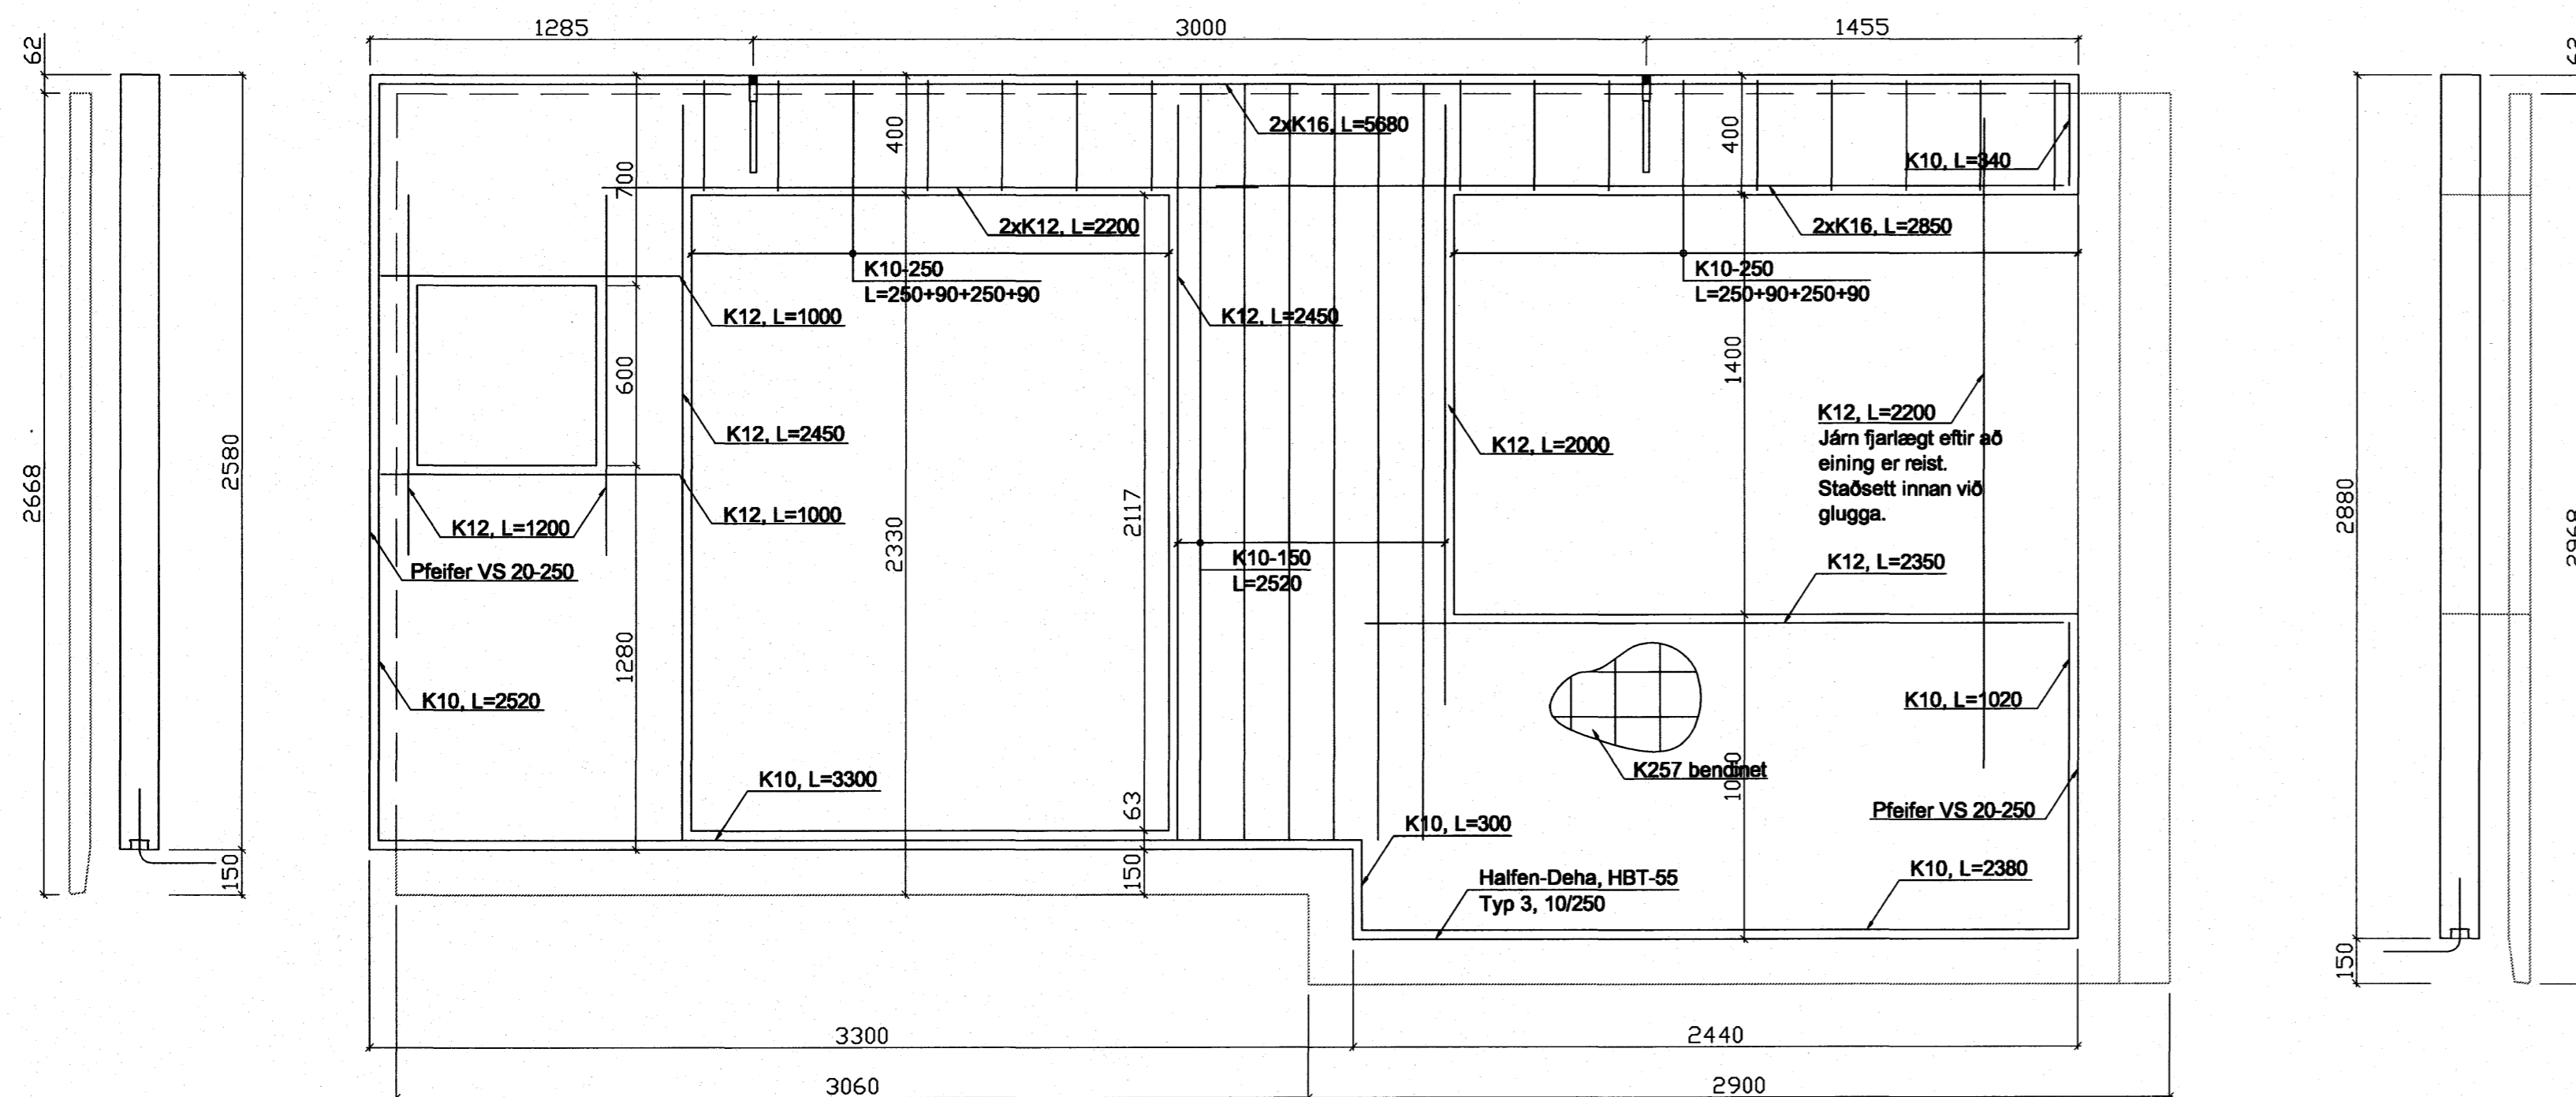 1285
3000
1455
62
62
2xK16, L=5680
400
400
K10, L=340
700
2xK12, L=2200
2xK16, L=2850
K10-250
L=250+90+250+90
K10-250
L=250+90+250+90
K12, L=1000
K12, L=2450
600
1400
K12, L=2450
K12, L=2000
K12, L=2200
Járn fjarlægt eftir að
eining er reist.
Staðsett innan við
glugga.
2668
2580
2880
2968
K12, L=1200
K12, L=1000
2330
2117
Pfeifer VS 20-250
K10-150
L=2520
K12, L=2350
1280
K10, L=2520
K10, L=1020
K257 bendinet
K10, L=3300
63
Pfeifer VS 20-250
K10, L=300
150
150
K10, L=2380
Halfen-Deha, HBT-55
Typ 3, 10/250
150
3300
2440
3060
2900